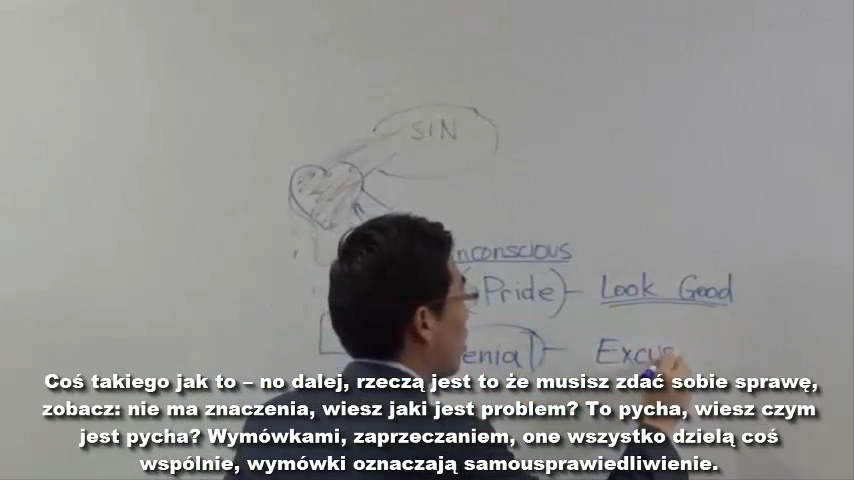 SIN
nconscious
(Pride) – Look Good
enial) – Excus
Coś takiego jak to – no dalej, rzeczą jest to że musisz zdać sobie sprawę,
zobacz: nie ma znaczenia, wiesz jaki jest problem? To pycha, wiesz czym
jest pycha? Wymówkami, zaprzeczaniem, one wszystko dzielą coś
wspólnie, wymówki oznaczają samousprawiedliwienie.